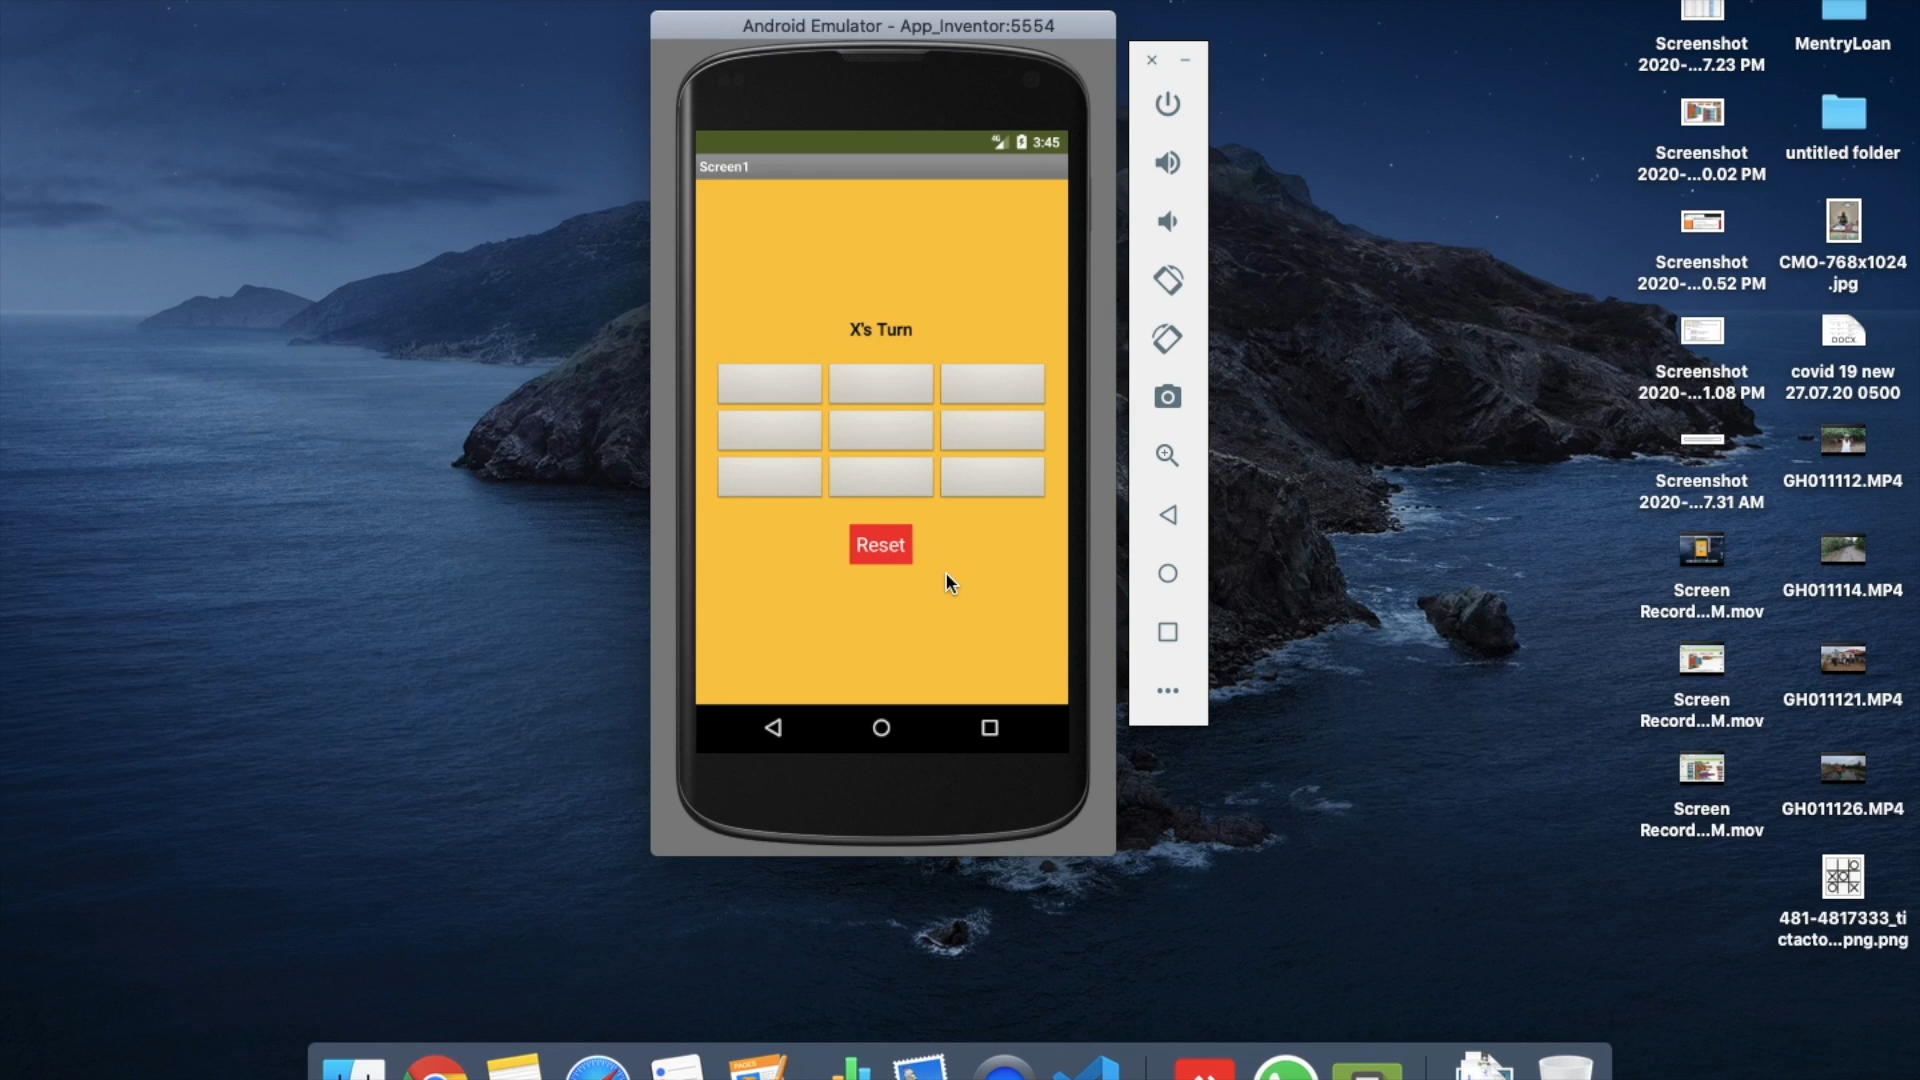 Android Emulator - App_Inventor:5554
3:45
Screen1
X's Turn
Reset
Screenshot
2020-...7.23 PM
MentryLoan
Screenshot
2020-...0.02 PM
untitled folder
Screenshot
2020-...0.52 PM
CMO-768x1024
.jpg
Screenshot
2020-...1.08 PM
DOCX
covid 19 new
27.07.20 0500
Screenshot
2020-...7.31 AM
GH011112.MP4
Screen
Record...M.mov
GH011114.MP4
Screen
Record...M.mov
GH011121.MP4
Screen
Record...M.mov
GH011126.MP4
481-4817333_ti
ctacto...png.png
PAGES